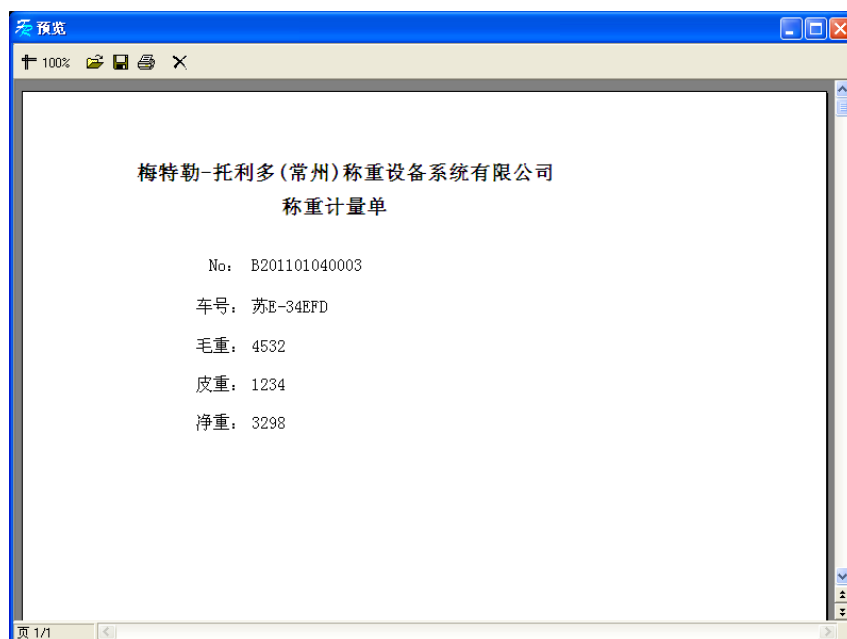 预览
100%
梅特勒-托利多(常州)称重设备系统有限公司
称重计量单
No: B201101040003
车号: 苏E-34EFD
毛重: 4532
皮重: 1234
净重: 3298
页 1/1